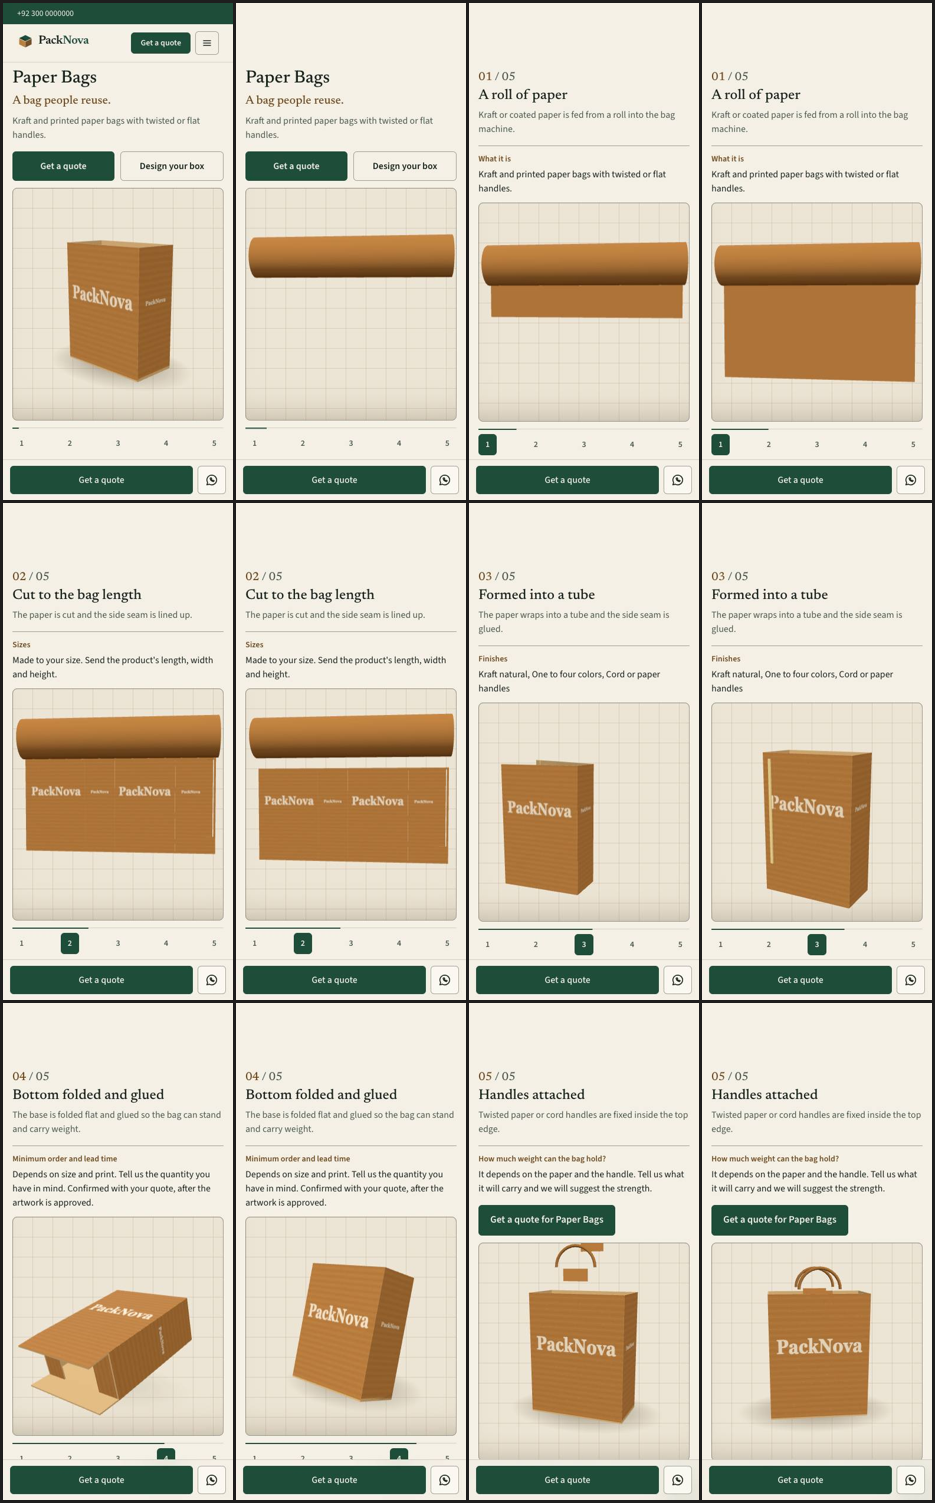 +92 300 0000000
PackNova
Get a quote
Paper Bags
A bag people reuse.
Kraft and printed paper bags with twisted or flat
handles.
Get a quote
Design your box
PackNova
PackNova
1 2 3 4 5
Get a quote
Paper Bags
A bag people reuse.
Kraft and printed paper bags with twisted or flat
handles.
Get a quote
Design your box
1 2 3 4 5
Get a quote
01 / 05
A roll of paper
Kraft or coated paper is fed from a roll into the bag
machine.
What it is
Kraft and printed paper bags with twisted or flat
handles.
1 2 3 4 5
Get a quote
01 / 05
A roll of paper
Kraft or coated paper is fed from a roll into the bag
machine.
What it is
Kraft and printed paper bags with twisted or flat
handles.
1 2 3 4 5
Get a quote
02 / 05
Cut to the bag length
The paper is cut and the side seam is lined up.
Sizes
Made to your size. Send the product's length, width
and height.
PackNova PackNova PackNova PackNova
1 2 3 4 5
Get a quote
02 / 05
Cut to the bag length
The paper is cut and the side seam is lined up.
Sizes
Made to your size. Send the product's length, width
and height.
PackNova PackNova PackNova PackNova
1 2 3 4 5
Get a quote
03 / 05
Formed into a tube
The paper wraps into a tube and the side seam is
glued.
Finishes
Kraft natural, One to four colors, Cord or paper
handles
PackNova
PackNova
1 2 3 4 5
Get a quote
03 / 05
Formed into a tube
The paper wraps into a tube and the side seam is
glued.
Finishes
Kraft natural, One to four colors, Cord or paper
handles
PackNova
PackNova
1 2 3 4 5
Get a quote
04 / 05
Bottom folded and glued
The base is folded flat and glued so the bag can stand
and carry weight.
Minimum order and lead time
Depends on size and print. Tell us the quantity you
have in mind. Confirmed with your quote, after the
artwork is approved.
PackNova
PackNova
1 2 3 4 5
Get a quote
04 / 05
Bottom folded and glued
The base is folded flat and glued so the bag can stand
and carry weight.
Minimum order and lead time
Depends on size and print. Tell us the quantity you
have in mind. Confirmed with your quote, after the
artwork is approved.
PackNova
PackNova
1 2 3 4 5
Get a quote
05 / 05
Handles attached
Twisted paper or cord handles are fixed inside the top
edge.
How much weight can the bag hold?
It depends on the paper and the handle. Tell us what
it will carry and we will suggest the strength.
Get a quote for Paper Bags
PackNova
PackNova
Get a quote
05 / 05
Handles attached
Twisted paper or cord handles are fixed inside the top
edge.
How much weight can the bag hold?
It depends on the paper and the handle. Tell us what
it will carry and we will suggest the strength.
Get a quote for Paper Bags
PackNova
Get a quote